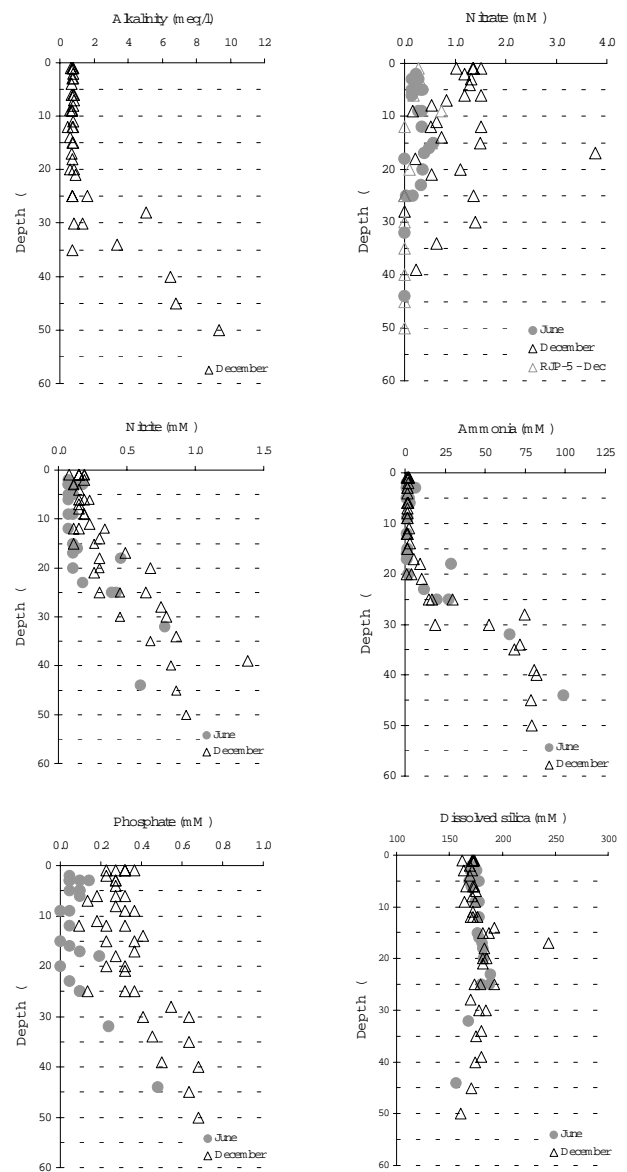 Alkalinity (meq/l)
0 2 4 6 8 10 12
0
10
20
30
40
50
60
Depth (
December
Nitrate (mM)
0.0 1.0 2.0 3.0 4.0
0
10
20
30
40
50
60
Depth (
June
December
RJP-5 - Dec
Nitrite (mM)
0.0 0.5 1.0 1.5
0
10
20
30
40
50
60
Depth (
June
December
Ammonia (mM)
0 25 50 75 100 125
0
10
20
30
40
50
60
Depth (
June
December
Phosphate (mM)
0.0 0.2 0.4 0.6 0.8 1.0
0
10
20
30
40
50
60
Depth (
June
December
Dissolved silica (mM)
100 150 200 250 300
0
10
20
30
40
50
60
Depth (
June
December